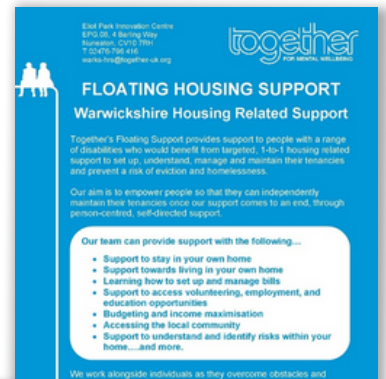 Eliot Park Innovation Centre
EPG.08, 4 Barling Way
Nuneaton, CV10 7RH
T 02476 796 416
warks-hrs@together-uk.org
together
FOR MENTAL WELLBEING
FLOATING HOUSING SUPPORT
Warwickshire Housing Related Support
Together's Floating Support provides support to people with a range
of disabilities who would benefit from targeted, 1-to-1 housing related
support to set up, understand, manage and maintain their tenancies
and prevent a risk of eviction and homelessness.
Our aim is to empower people so that they can independently
maintain their tenancies once our support comes to an end, through
person-centred, self-directed support.
Our team can provide support with the following....
• Support to stay in your own home
• Support towards living in your own home
• Learning how to set up and manage bills
• Support to access volunteering, employment, and
education opportunities
• Budgeting and income maximisation
• Accessing the local community
• Support to understand and identify risks within your
home....and more.
We work alongside individuals as they overcome obstacles and